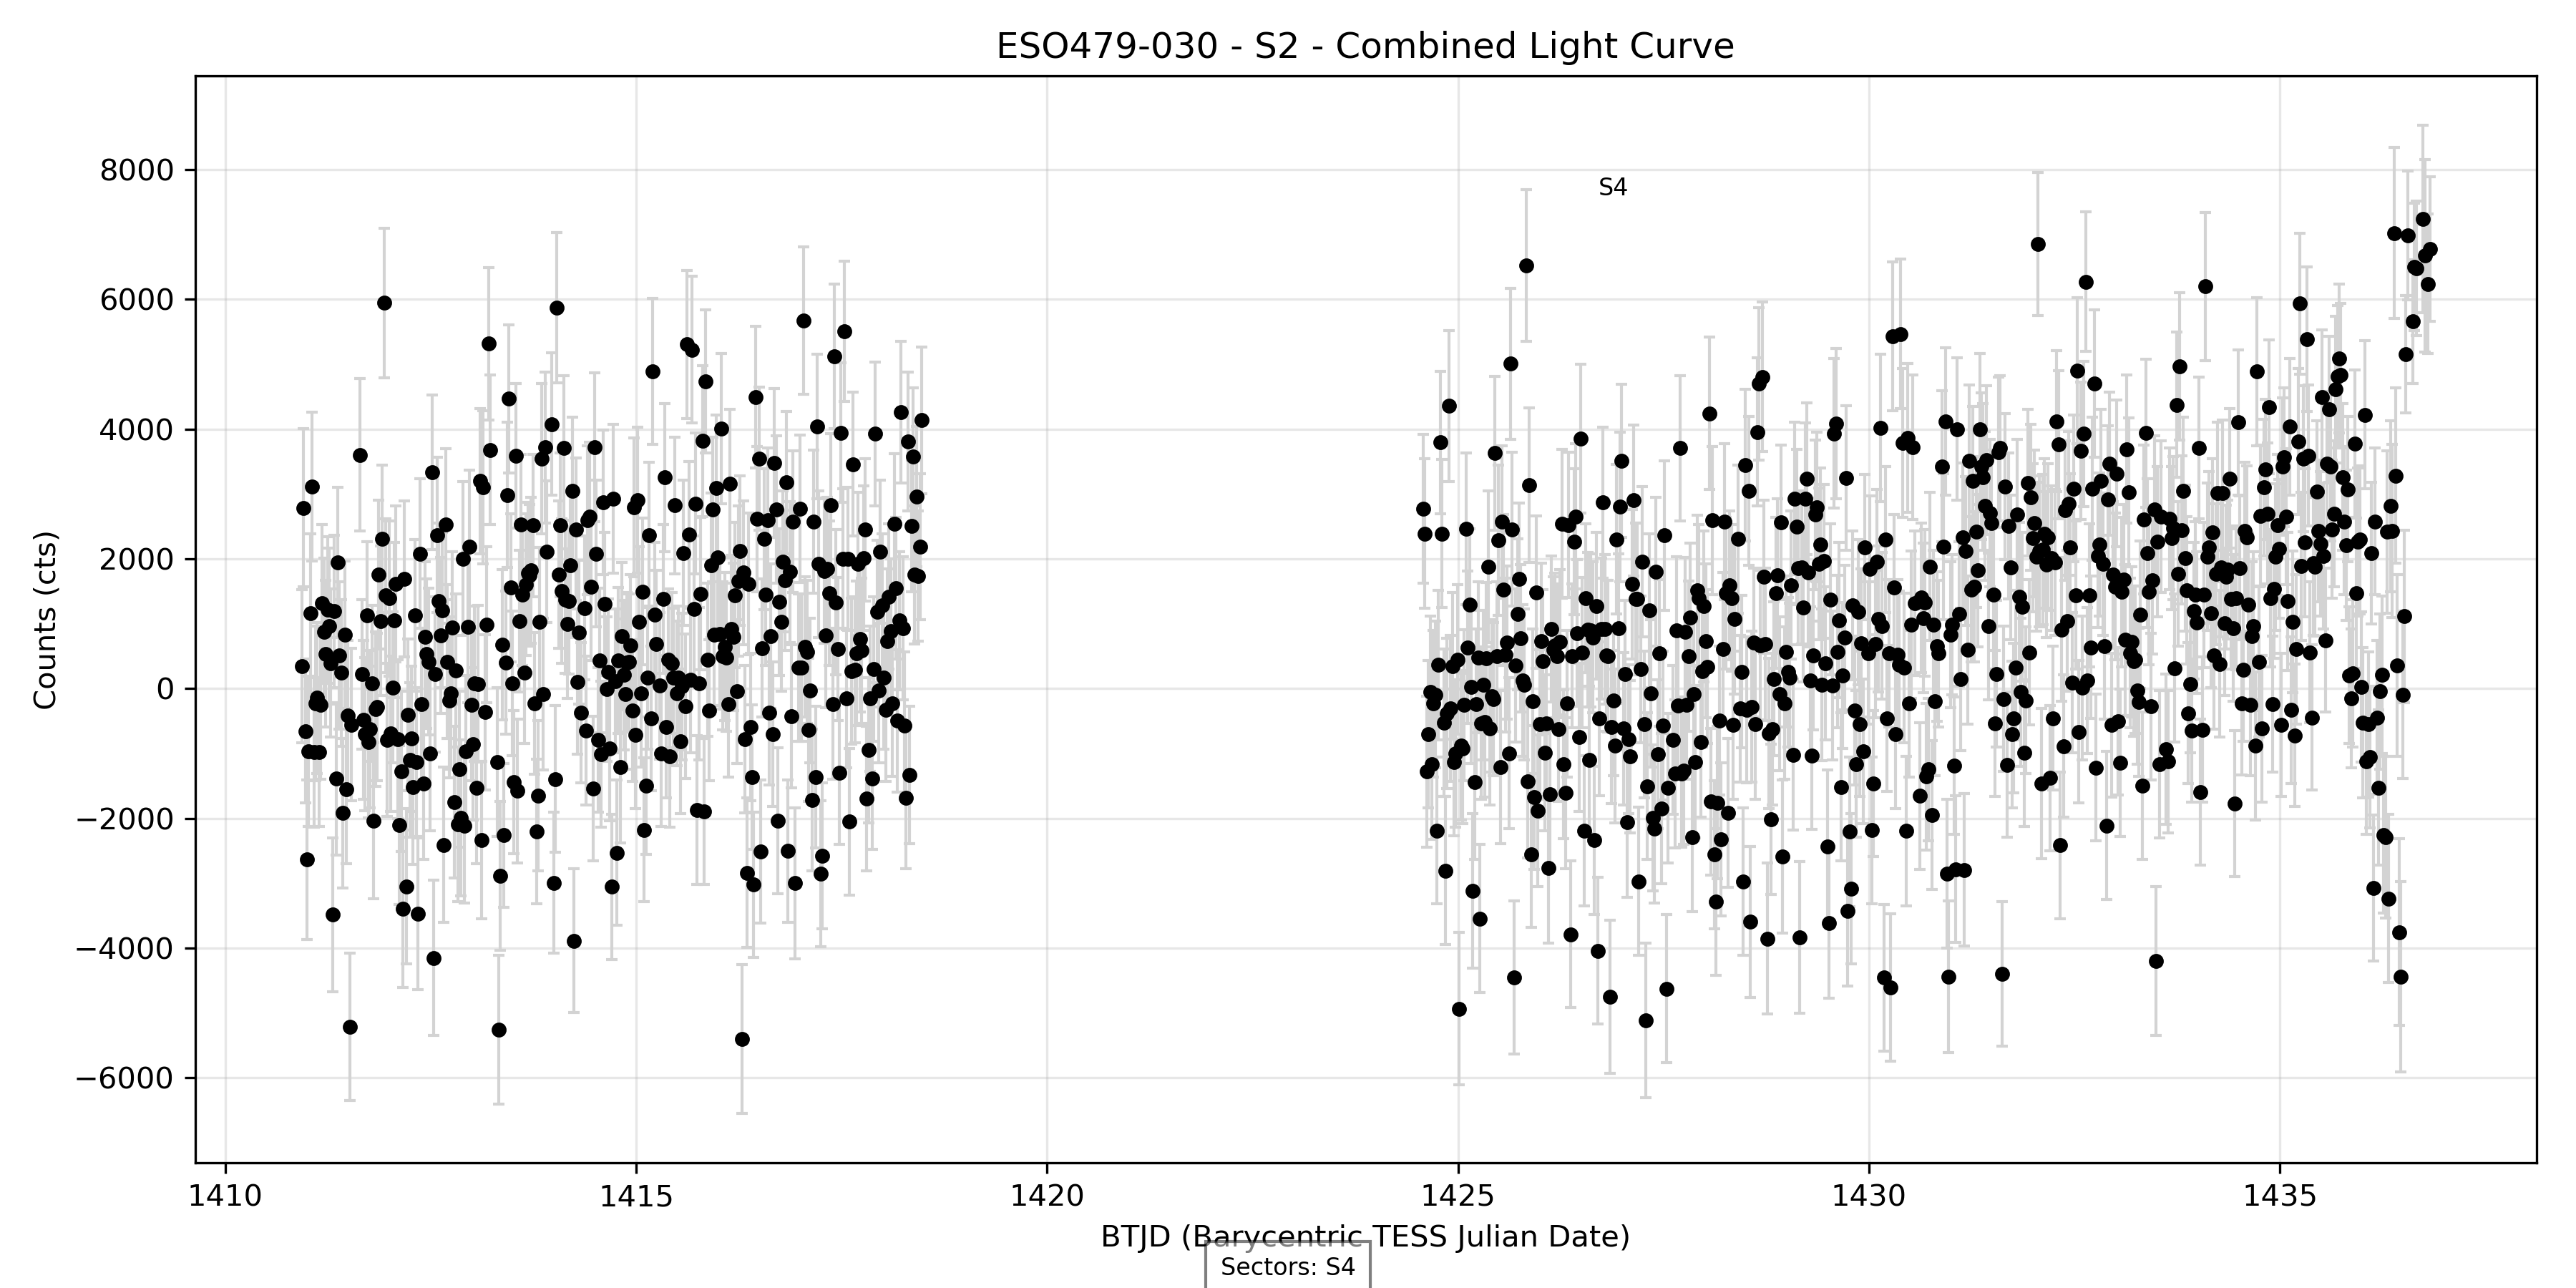 ESO479-030 - S2 - Combined Light Curve
S4
8000
6000
4000
2000
0
−2000
−4000
−6000
Counts (cts)
1410
1415
1420
1425
1430
1435
BTJD (Barycentric TESS Julian Date)
Sectors: S4